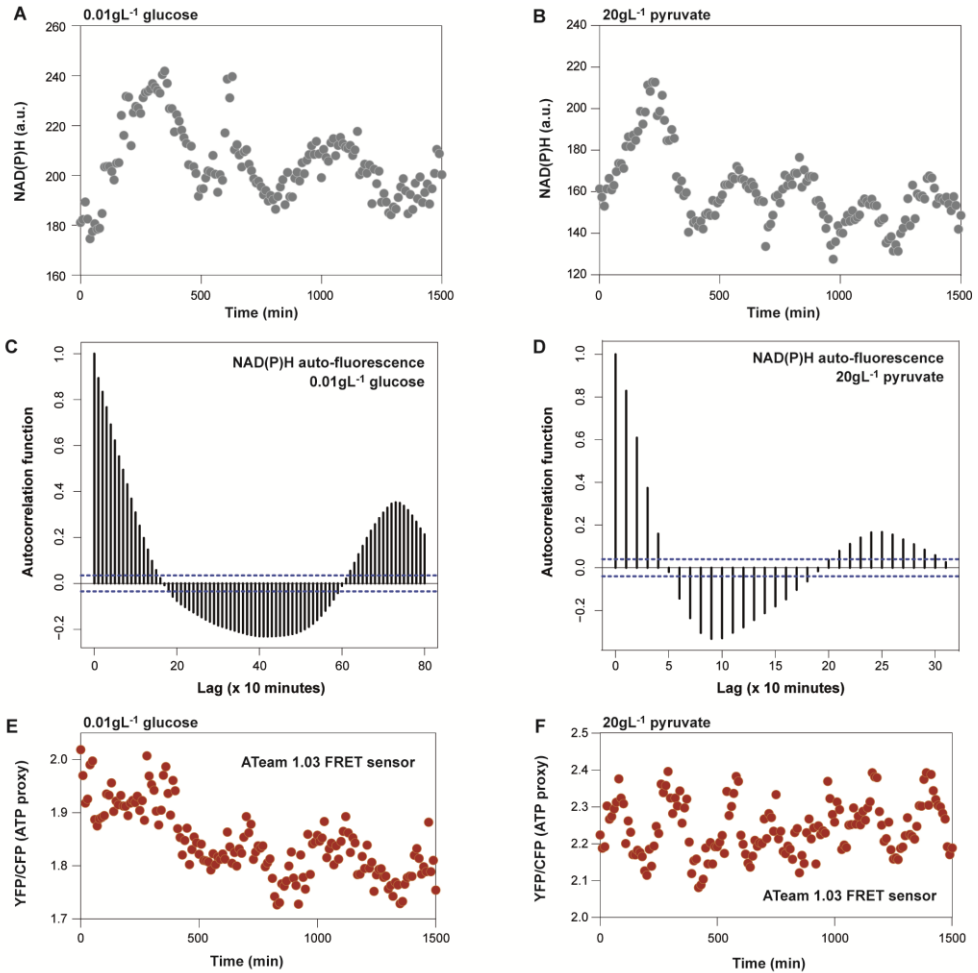 A
0.01gL⁻¹ glucose
NAD(P)H (a.u.)
260
240
220
200
180
160
0
500
1000
1500
Time (min)
B
20gL⁻¹ pyruvate
NAD(P)H (a.u.)
240
220
200
180
160
140
120
0
500
1000
1500
Time (min)
C
NAD(P)H auto-fluorescence
0.01gL⁻¹ glucose
Autocorrelation function
1.0
0.8
0.6
0.4
0.2
0.0
−0.2
0
20
40
60
80
Lag (x 10 minutes)
D
NAD(P)H auto-fluorescence
20gL⁻¹ pyruvate
Autocorrelation function
1.0
0.8
0.6
0.4
0.2
0.0
−0.2
0
5
10
15
20
25
30
Lag (x 10 minutes)
E
0.01gL⁻¹ glucose
ATeam 1.03 FRET sensor
YFP/CFP (ATP proxy)
2.0
1.9
1.8
1.7
0
500
1000
1500
Time (min)
F
20gL⁻¹ pyruvate
YFP/CFP (ATP proxy)
2.5
2.4
2.3
2.2
2.1
2.0
ATeam 1.03 FRET sensor
0
500
1000
1500
Time (min)